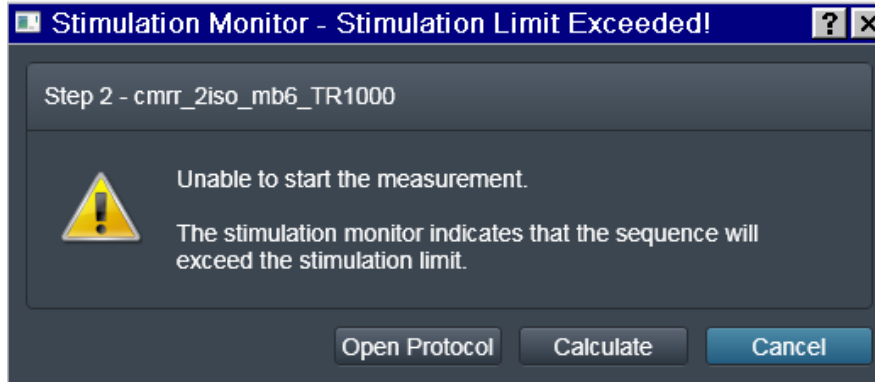 Stimulation Monitor - Stimulation Limit Exceeded!
Step 2 - cmrr_2iso_mb6_TR1000
Unable to start the measurement.
The stimulation monitor indicates that the sequence will
exceed the stimulation limit.
Open Protocol Calculate Cancel